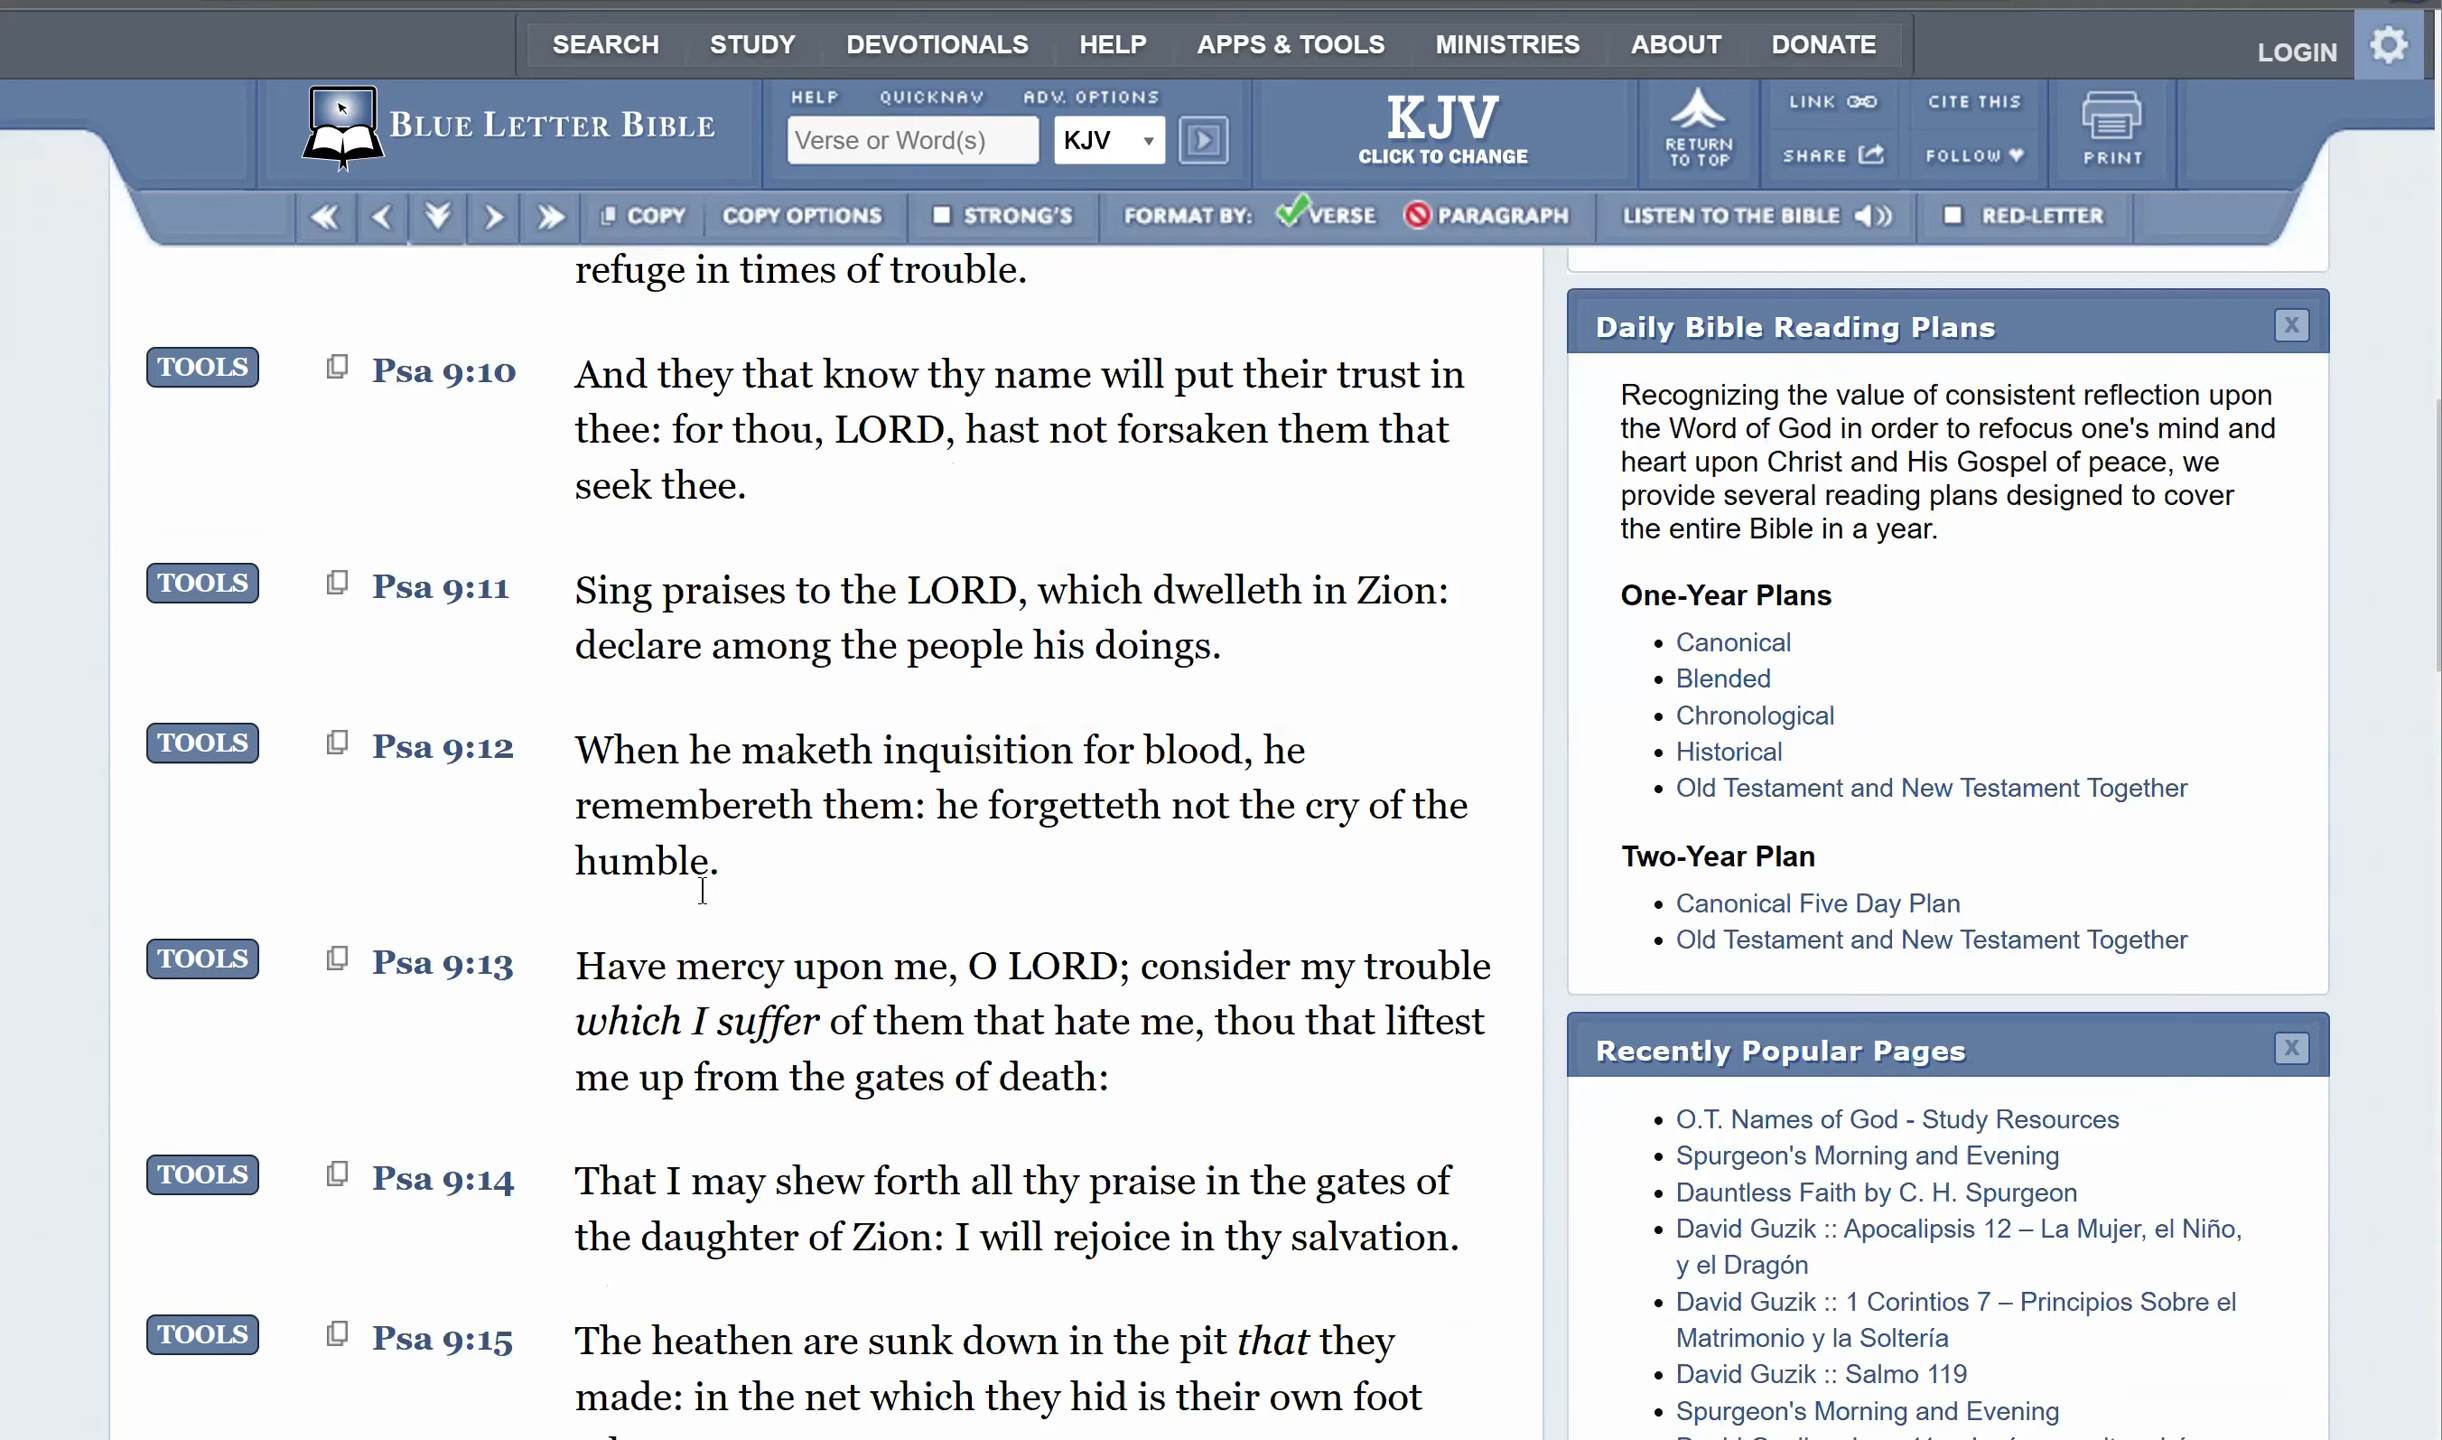 SEARCH STUDY DEVOTIONALS HELP APPS & TOOLS MINISTRIES ABOUT DONATE LOGIN
BLUE LETTER BIBLE
HELP QUICKNAV ADV. OPTIONS
Verse or Word(s) KJV
KJV
CLICK TO CHANGE
RETURN
TO TOP
LINK CITE THIS
SHARE FOLLOW
PRINT
COPY COPY OPTIONS STRONG'S FORMAT BY: VERSE PARAGRAPH LISTEN TO THE BIBLE RED-LETTER
refuge in times of trouble.
TOOLS Psa 9:10 And they that know thy name will put their trust in
thee: for thou, LORD, hast not forsaken them that
seek thee.
TOOLS Psa 9:11 Sing praises to the LORD, which dwelleth in Zion:
declare among the people his doings.
TOOLS Psa 9:12 When he maketh inquisition for blood, he
remembereth them: he forgetteth not the cry of the
humble.
TOOLS Psa 9:13 Have mercy upon me, O LORD; consider my trouble
which I suffer of them that hate me, thou that liftest
me up from the gates of death:
TOOLS Psa 9:14 That I may shew forth all thy praise in the gates of
the daughter of Zion: I will rejoice in thy salvation.
TOOLS Psa 9:15 The heathen are sunk down in the pit that they
made: in the net which they hid is their own foot
Daily Bible Reading Plans X
Recognizing the value of consistent reflection upon
the Word of God in order to refocus one's mind and
heart upon Christ and His Gospel of peace, we
provide several reading plans designed to cover
the entire Bible in a year.
One-Year Plans
• Canonical
• Blended
• Chronological
• Historical
• Old Testament and New Testament Together
Two-Year Plan
• Canonical Five Day Plan
• Old Testament and New Testament Together
Recently Popular Pages X
• O.T. Names of God - Study Resources
• Spurgeon's Morning and Evening
• Dauntless Faith by C. H. Spurgeon
• David Guzik :: Apocalipsis 12 – La Mujer, el Niño,
y el Dragón
• David Guzik :: 1 Corintios 7 – Principios Sobre el
Matrimonio y la Soltería
• David Guzik :: Salmo 119
• Spurgeon's Morning and Evening